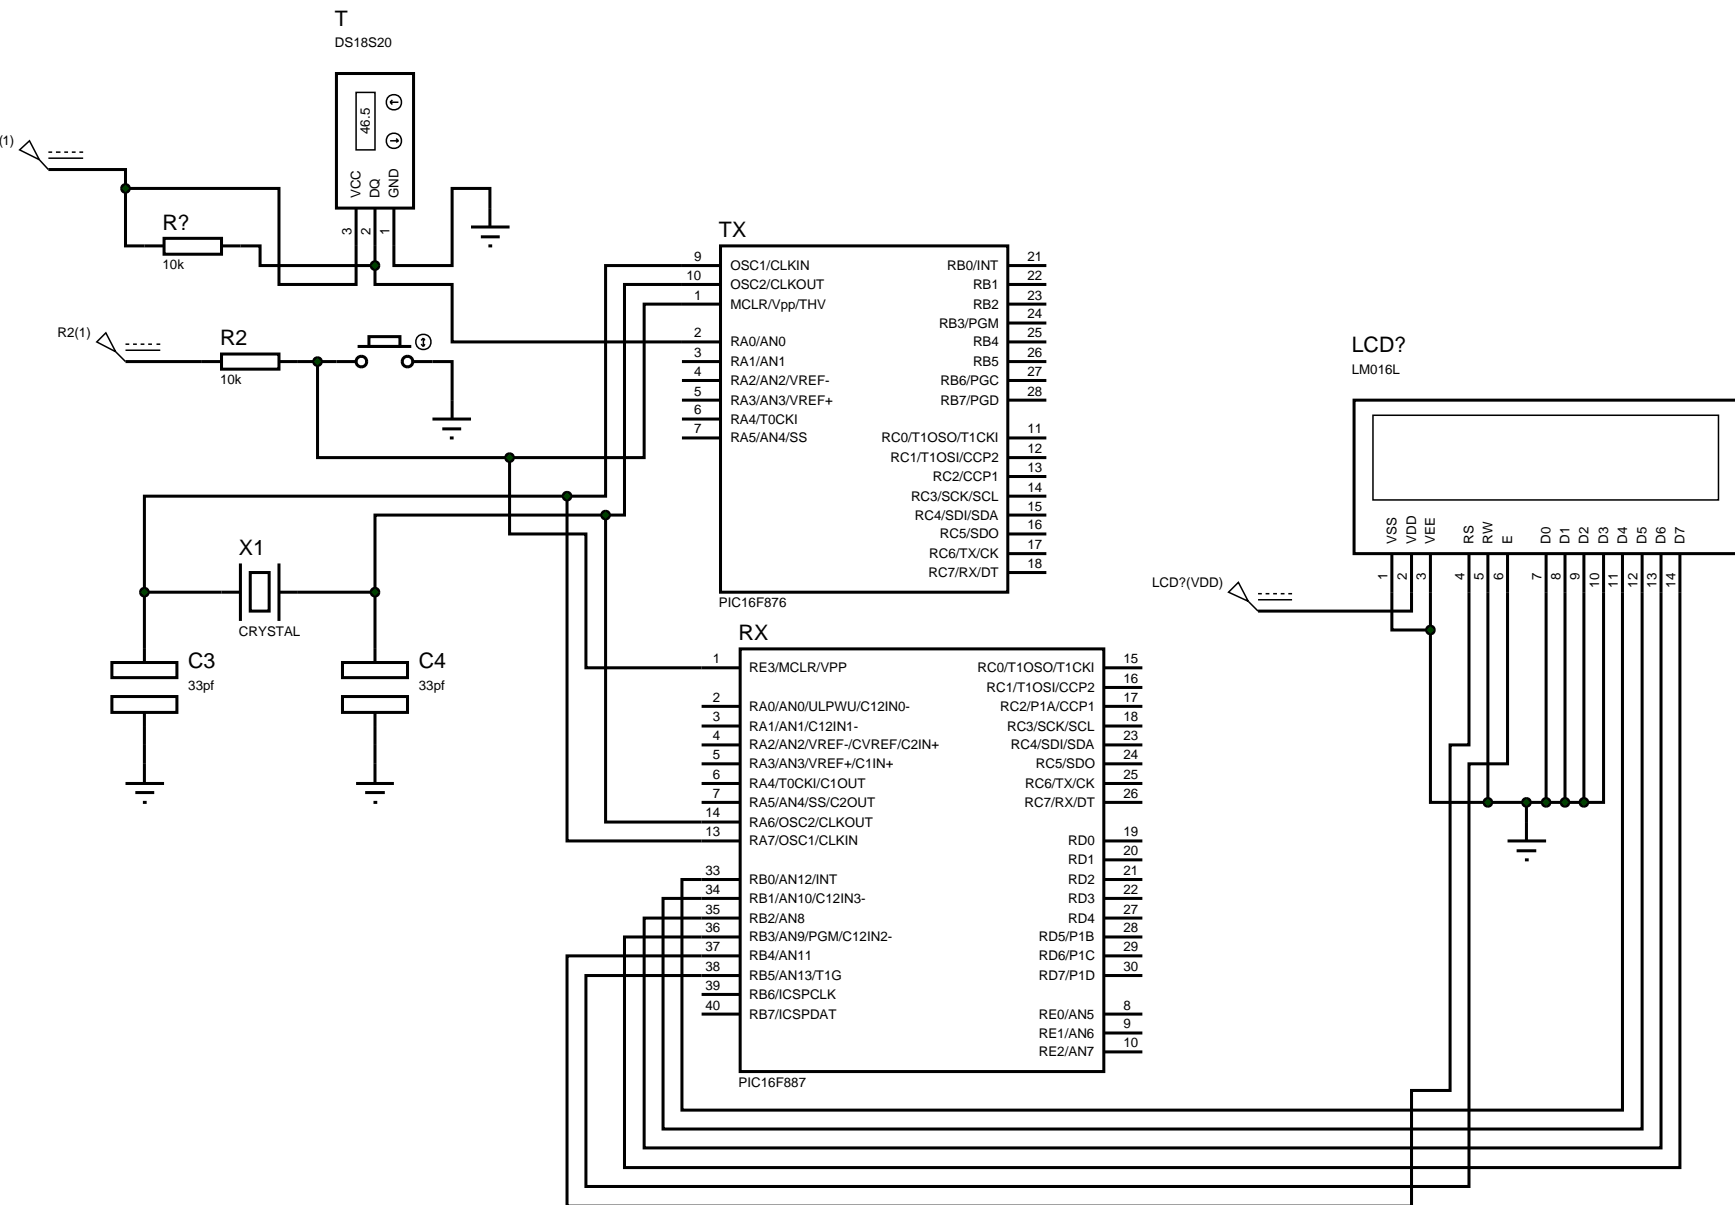 T
DS18S20
46.5
VCC
DQ
GND
3
2
1
(1)
R?
10k
R2(1)
R2
10k
X1
CRYSTAL
C3
33pf
C4
33pf
TX
9 OSC1/CLKIN RB0/INT 21
10 OSC2/CLKOUT RB1 22
1 MCLR/Vpp/THV RB2 23
RB3/PGM 24
2 RA0/AN0 RB4 25
3 RA1/AN1 RB5 26
4 RA2/AN2/VREF- RB6/PGC 27
5 RA3/AN3/VREF+ RB7/PGD 28
6 RA4/T0CKI
7 RA5/AN4/SS RC0/T1OSO/T1CKI 11
RC1/T1OSI/CCP2 12
RC2/CCP1 13
RC3/SCK/SCL 14
RC4/SDI/SDA 15
RC5/SDO 16
RC6/TX/CK 17
RC7/RX/DT 18
PIC16F876
RX
1 RE3/MCLR/VPP RC0/T1OSO/T1CKI 15
RC1/T1OSI/CCP2 16
2 RA0/AN0/ULPWU/C12IN0- RC2/P1A/CCP1 17
3 RA1/AN1/C12IN1- RC3/SCK/SCL 18
4 RA2/AN2/VREF-/CVREF/C2IN+ RC4/SDI/SDA 23
5 RA3/AN3/VREF+/C1IN+ RC5/SDO 24
6 RA4/T0CKI/C1OUT RC6/TX/CK 25
7 RA5/AN4/SS/C2OUT RC7/RX/DT 26
14 RA6/OSC2/CLKOUT
13 RA7/OSC1/CLKIN RD0 19
RD1 20
33 RB0/AN12/INT RD2 21
34 RB1/AN10/C12IN3- RD3 22
35 RB2/AN8 RD4 27
36 RB3/AN9/PGM/C12IN2- RD5/P1B 28
37 RB4/AN11 RD6/P1C 29
38 RB5/AN13/T1G RD7/P1D 30
39 RB6/ICSPCLK
40 RB7/ICSPDAT RE0/AN5 8
RE1/AN6 9
RE2/AN7 10
PIC16F887
LCD?
LM016L
VSS
VDD
VEE
RS
RW
E
D0
D1
D2
D3
D4
D5
D6
D7
1
2
3
4
5
6
7
8
9
10
11
12
13
14
LCD?(VDD)